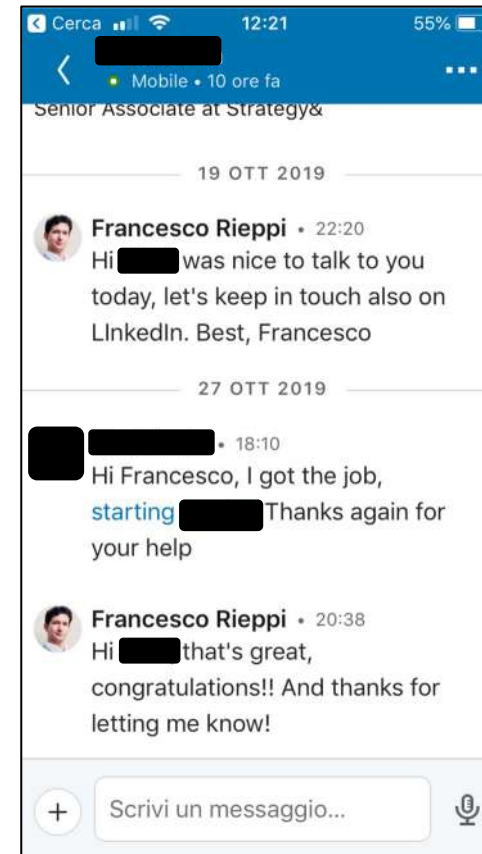 Cerca 12:21 55%
Mobile • 10 ore fa
Senior Associate at Strategy&
19 OTT 2019
Francesco Rieppi • 22:20
Hi was nice to talk to you
today, let's keep in touch also on
LInkedIn. Best, Francesco
27 OTT 2019
• 18:10
Hi Francesco, I got the job,
starting Thanks again for
your help
Francesco Rieppi • 20:38
Hi that's great,
congratulations!! And thanks for
letting me know!
Scrivi un messaggio...